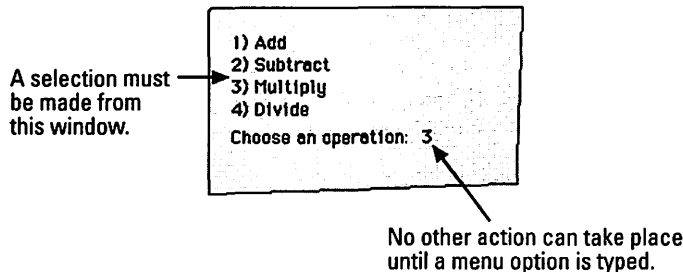 1) Add
2) Subtract
3) Multiply
4) Divide
Choose an operation: 3
A selection must
be made from
this window.
No other action can take place
until a menu option is typed.